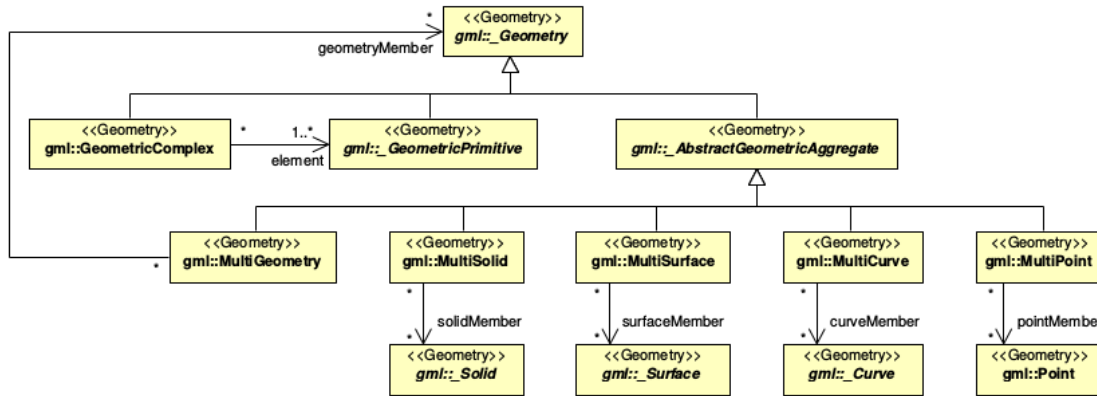 *
<<Geometry>>
gml::_Geometry
geometryMember
<<Geometry>>
gml::GeometricComplex
*
1..*
element
<<Geometry>>
gml::_GeometricPrimitive
<<Geometry>>
gml::_AbstractGeometricAggregate
*
<<Geometry>>
gml::MultiGeometry
<<Geometry>>
gml::MultiSolid
<<Geometry>>
gml::MultiSurface
<<Geometry>>
gml::MultiCurve
<<Geometry>>
gml::MultiPoint
*
solidMember
*
*
surfaceMember
*
*
curveMember
*
*
pointMember
*
<<Geometry>>
gml::_Solid
<<Geometry>>
gml::_Surface
<<Geometry>>
gml::_Curve
<<Geometry>>
gml::Point